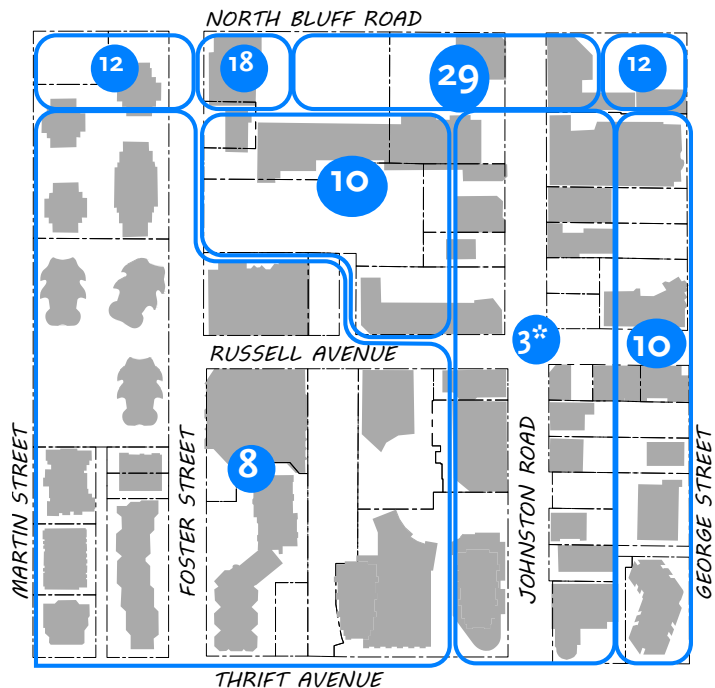 NORTH BLUFF ROAD
12
18
29
12
10
3*
10
RUSSELL AVENUE
8
MARTIN STREET
FOSTER STREET
JOHNSTON ROAD
GEORGE STREET
THRIFT AVENUE